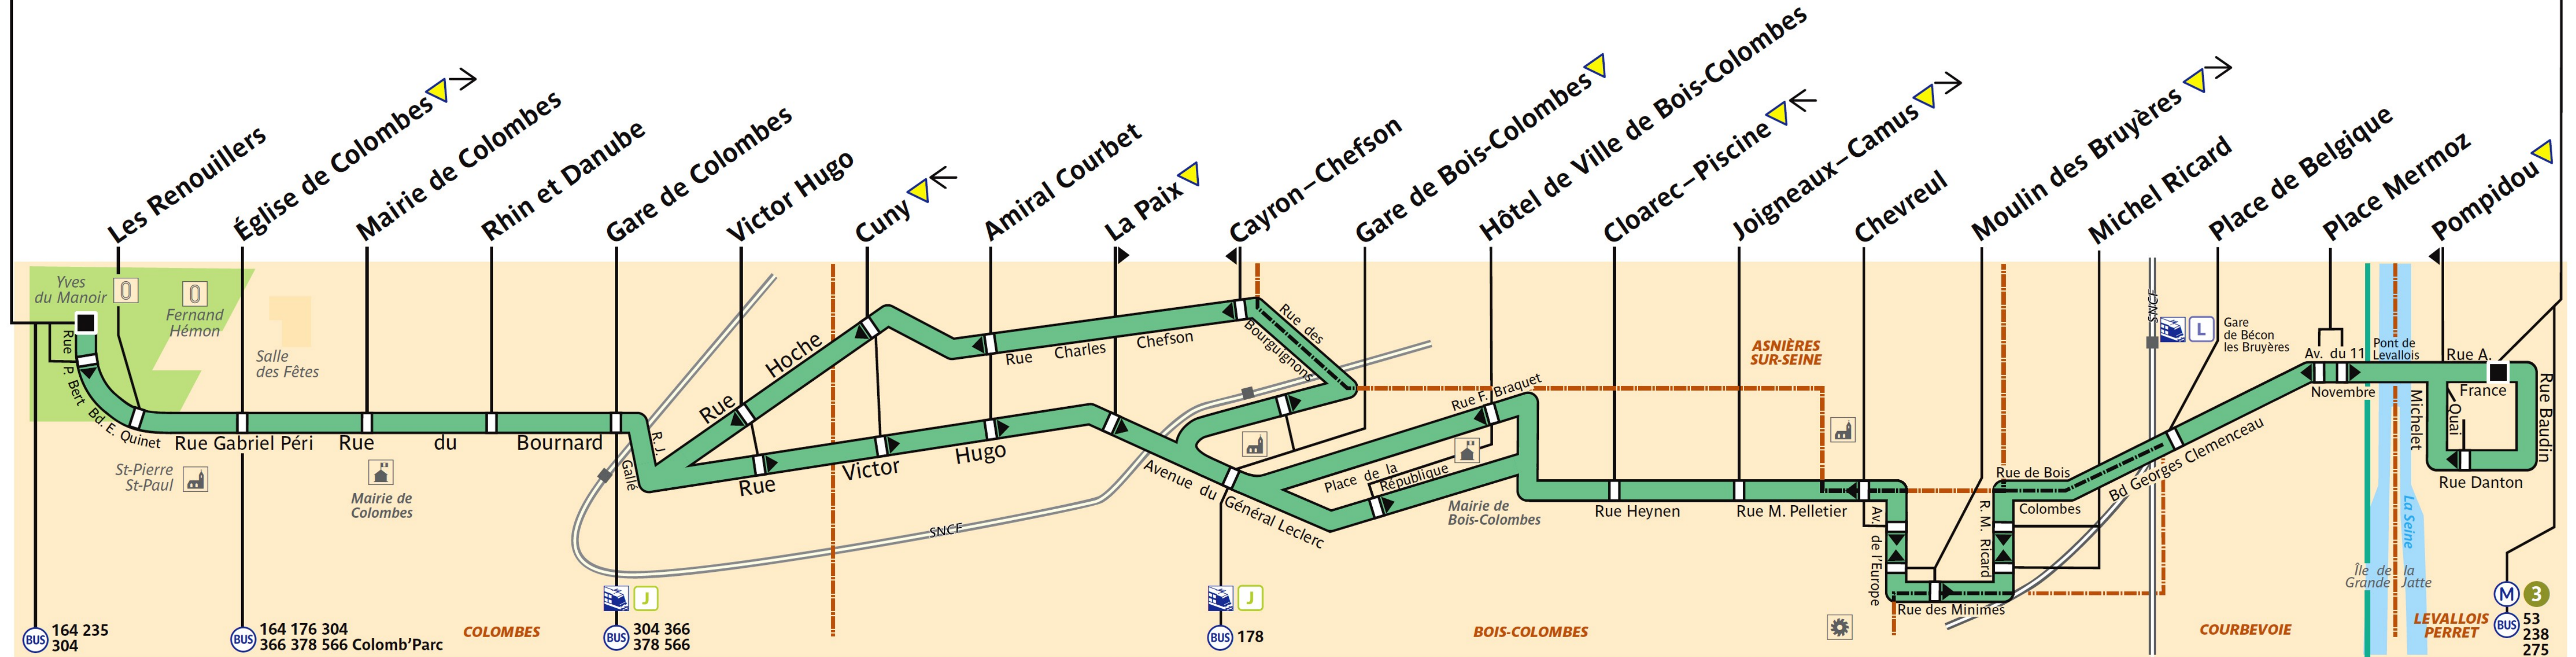 Les Renouillers
Église de Colombes
Mairie de Colombes
Rhin et Danube
Gare de Colombes
Victor Hugo
Cuny
Amiral Courbet
La Paix
Cayron–Chefson
Gare de Bois-Colombes
Hôtel de Ville de Bois-Colombes
Cloarec–Piscine
Joigneaux–Camus
Chevreul
Moulin des Bruyères
Michel Ricard
Place de Belgique
Place Mermoz
Pompidou
Yves
du Manoir
Fernand
Hémon
Salle
des Fêtes
Rue P. Bert
Bd. E. Quinet
Rue Gabriel Péri
Rue du Bournard
St-Pierre
St-Paul
Mairie de
Colombes
R. J.
Gallé
Rue Hoche
Rue Victor Hugo
Rue Charles Chefson
Rue des
Bourguignons
SNCF
Avenue du Général Leclerc
Rue F. Braquet
Place de la
République
Mairie de
Bois-Colombes
ASNIÈRES
SUR-SEINE
Rue Heynen
Rue M. Pelletier
Av. de l'Europe
Rue des Minimes
R. M. Ricard
Rue de Bois
Colombes
Bd Georges Clemenceau
SNCF
L
Gare
de Bécon
les Bruyères
Av. du 11
Novembre
Pont de
Levallois
Rue A.
France
Michelet
Quai
Rue Baudin
Rue Danton
La Seine
Île de la
Grande Jatte
BUS 164 235
304
BUS 164 176 304
366 378 566 Colomb'Parc
COLOMBES
J
BUS 304 366
378 566
J
BUS 178
BOIS-COLOMBES
COURBEVOIE
LEVALLOIS
PERRET
M 3
BUS 53
238
275